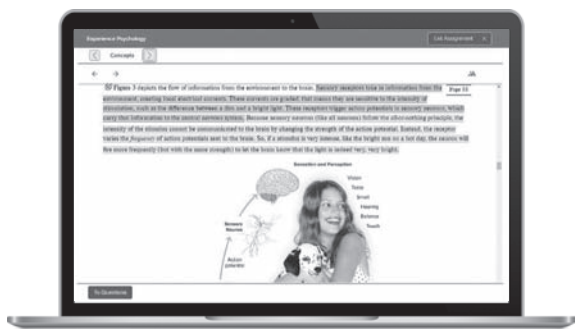 Experience Psychology
Lab Assignment X
Concepts
Figure 3 depicts the flow of information from the environment to the brain. Sensory receptors take in information from the
Page 55
environment, creating local electrical currents. These currents are graded; that means they are sensitive to the intensity of
stimulation, such as the difference between a dim and a bright light. These receptors trigger action potentials in sensory neurons, which
carry that information to the central nervous system. Because sensory neurons (like all neurons) follow the all-or-nothing principle, the
intensity of the stimulus cannot be communicated to the brain by changing the strength of the action potential. Instead, the receptor
varies the frequency of action potentials sent to the brain. So, if a stimulus is very intense, like the bright sun on a hot day, the neuron will
fire more frequently (but with the same strength) to let the brain know that the light is indeed very, very bright.
Sensation and Perception
Vision
Taste
Smell
Hearing
Balance
Touch
Sensory
Neurons
Action
potential
To Questions